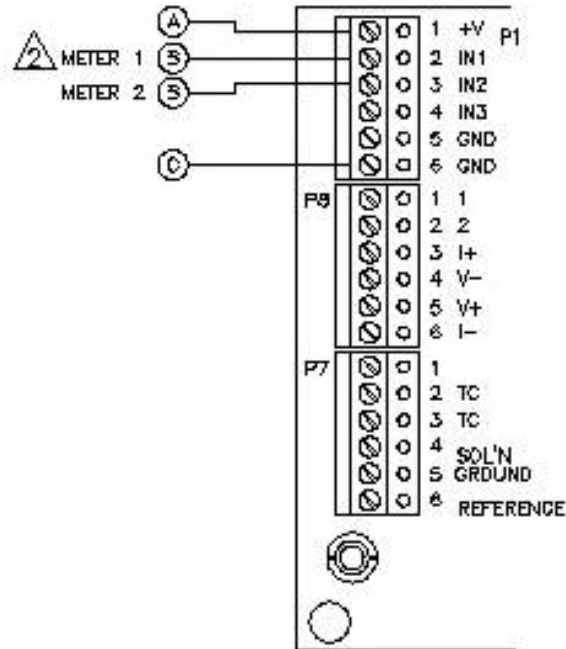 A
1 +V P1
2 METER 1 B 2 IN1
METER 2 B 3 IN2
4 IN3
5 GND
C 6 GND
P8 1 1
2 2
3 I+
4 V-
5 V+
6 I-
P7 1
2 TC
3 TC
4 SOL'N
5 GROUND
6 REFERENCE